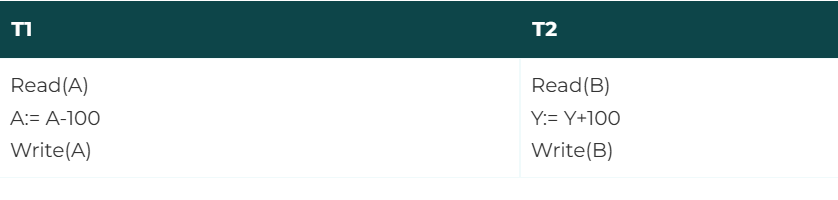 T1 T2
Read(A) Read(B)
A:= A-100 Y:= Y+100
Write(A) Write(B)